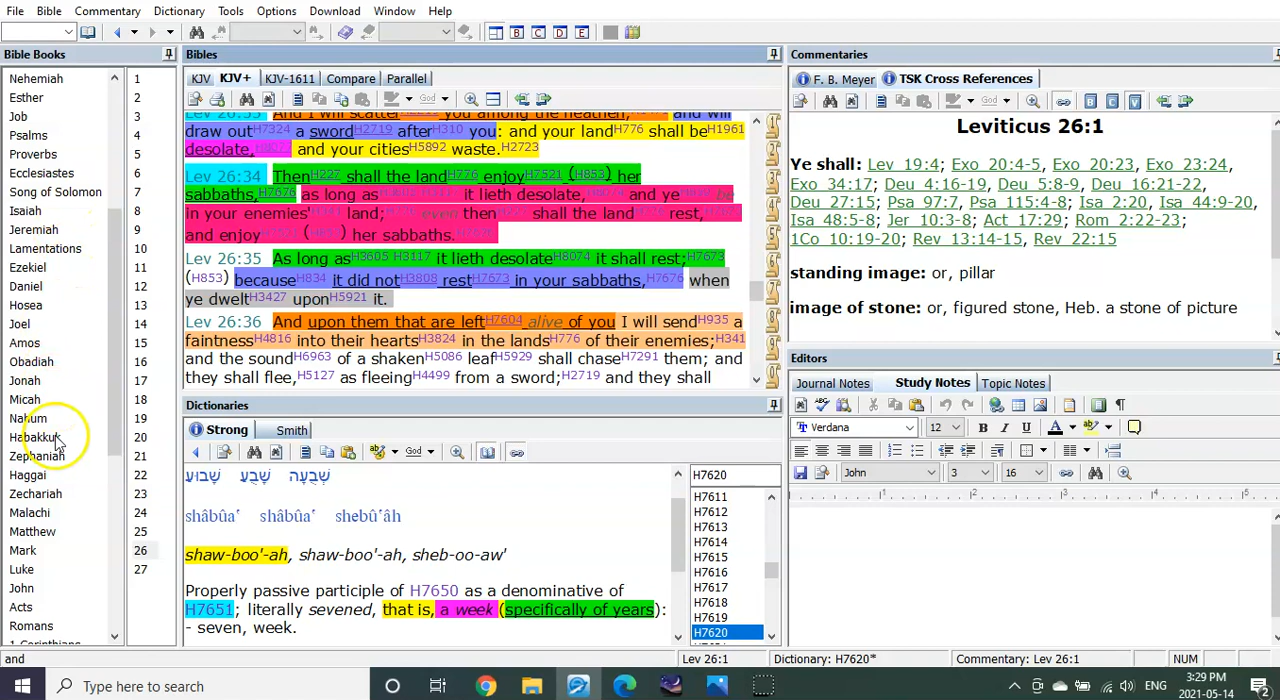 File Bible Commentary Dictionary Tools Options Download Window Help
Bible Books
Nehemiah
Esther
Job
Psalms
Proverbs
Ecclesiastes
Song of Solomon
Isaiah
Jeremiah
Lamentations
Ezekiel
Daniel
Hosea
Joel
Amos
Obadiah
Jonah
Micah
Nahum
Habakkuk
Zephaniah
Haggai
Zechariah
Malachi
Matthew
Mark
Luke
John
Acts
Romans
1 Corinthians
1
2
3
4
5
6
7
8
9
10
11
12
13
14
15
16
17
18
19
20
21
22
23
24
25
26
27
Bibles
KJV KJV+ KJV-1611 Compare Parallel
Lev 26:33 And I will scatter you among the heathen, and will
draw out H7324 a sword H2719 after H310 you: and your land H776 shall be H1961
desolate, H8077 and your cities H5892 waste. H2723
Lev 26:34 Then H227 shall the land H776 enjoy H7521 (H853) her
sabbaths, H7676 as long as it lieth desolate, and ye be
in your enemies' land; even then shall the land rest,
and enjoy her sabbaths.
Lev 26:35 As long as H3605 H3117 it lieth desolate H8074 it shall rest; H7673
(H853) because H834 it did not H3808 rest H7673 in your sabbaths, H7676 when
ye dwelt H3427 upon H5921 it.
Lev 26:36 And upon them that are left H7604 alive of you I will send H935 a
faintness H4816 into their hearts H3824 in the lands H776 of their enemies; H341
and the sound H6963 of a shaken H5086 leaf H5929 shall chase H7291 them; and
they shall flee, H5127 as fleeing H4499 from a sword; H2719 and they shall
Dictionaries
Strong Smith
שָׁבוּעַ שָׁבֻעַ שְׁבֻעָה
shâbûa‛ shâbûa‛ shebû‛âh
shaw-boo'-ah, shaw-boo'-ah, sheb-oo-aw'
Properly passive participle of H7650 as a denominative of
H7651; literally sevened, that is, a week (specifically of years):
- seven, week.
H7620
H7611
H7612
H7613
H7614
H7615
H7616
H7617
H7618
H7619
H7620
Commentaries
F. B. Meyer TSK Cross References
Leviticus 26:1
Ye shall: Lev 19:4; Exo 20:4-5, Exo 20:23, Exo 23:24,
Exo 34:17; Deu 4:16-19, Deu 5:8-9, Deu 16:21-22,
Deu 27:15; Psa 97:7, Psa 115:4-8; Isa 2:20, Isa 44:9-20,
Isa 48:5-8; Jer 10:3-8; Act 17:29; Rom 2:22-23;
1Co 10:19-20; Rev 13:14-15, Rev 22:15
standing image: or, pillar
image of stone: or, figured stone, Heb. a stone of picture
Editors
Journal Notes Study Notes Topic Notes
Verdana 12 B I U A
John 3 16
1 2 3 4 5
and Lev 26:1 Dictionary: H7620* Commentary: Lev 26:1 NUM
Type here to search
ENG
3:29 PM
2021-05-14
2